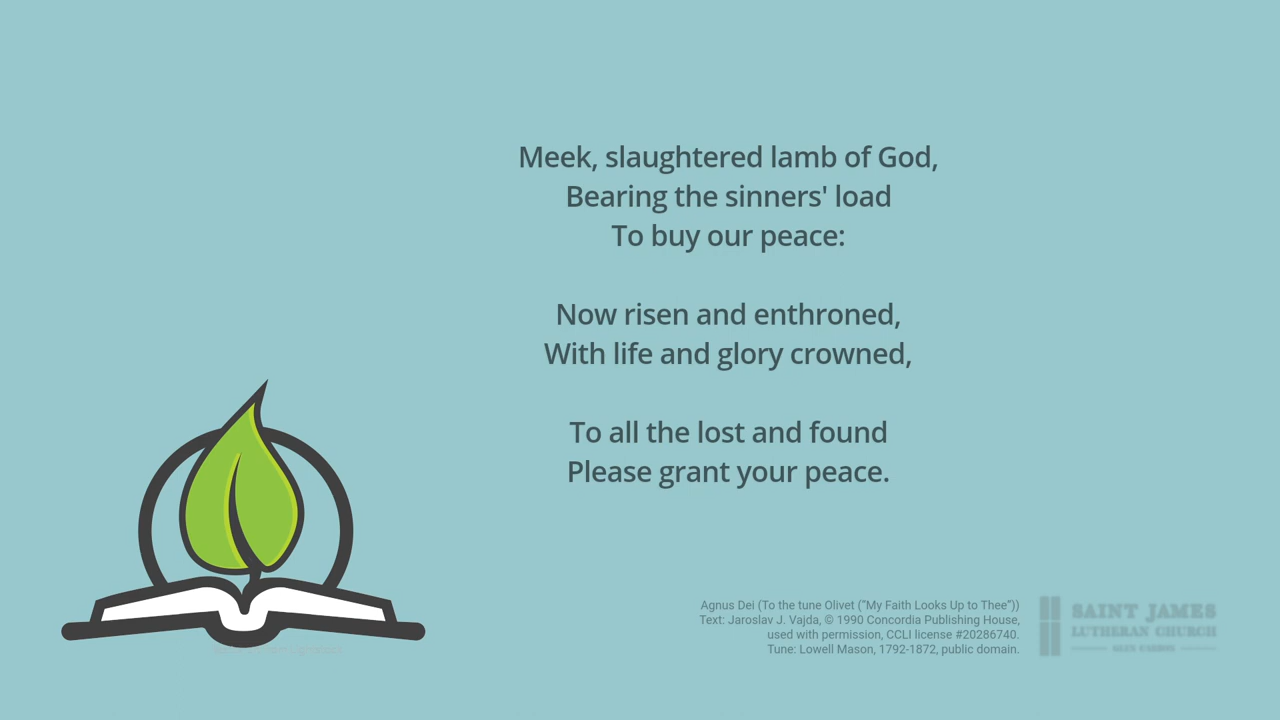 Meek, slaughtered lamb of God,
Bearing the sinners' load
To buy our peace:
Now risen and enthroned,
With life and glory crowned,
To all the lost and found
Please grant your peace.
Agnus Dei (To the tune Olivet ("My Faith Looks Up to Thee"))
Text: Jaroslav J. Vajda, © 1990 Concordia Publishing House,
used with permission, CCLI license #20286740.
Tune: Lowell Mason, 1792-1872, public domain.
SAINT JAMES
LUTHERAN CHURCH